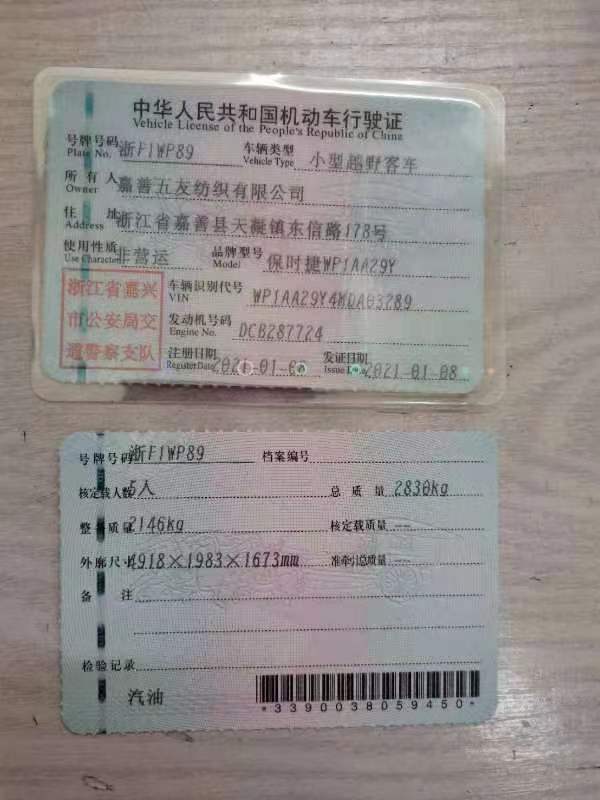 中华人民共和国机动车行驶证
Vehicle License of the People's Republic of China
号牌号码 浙F1WP89 车辆类型 小型越野客车
Plate No. Vehicle Type
所有人 嘉善五友纺织有限公司
Owner
住址 浙江省嘉善县天凝镇东信路178号
Address
使用性质 非营运 品牌型号 保时捷WP1AA29Y
Use Character Model
浙江省嘉兴
市公安局交
通警察支队
车辆识别代号 WP1AA29Y4MDA03289
VIN
发动机号码 DCB287724
Engine No.
注册日期 2021-01-08 发证日期 2021-01-08
Register Date Issue Date
号牌号码 浙F1WP89 档案编号
核定载人数 5人 总质量 2830kg
整备质量 2146kg 核定载质量 --
外廓尺寸 4918×1983×1673mm 准牵引总质量 --
备注
检验记录
汽油
*3390038059450*